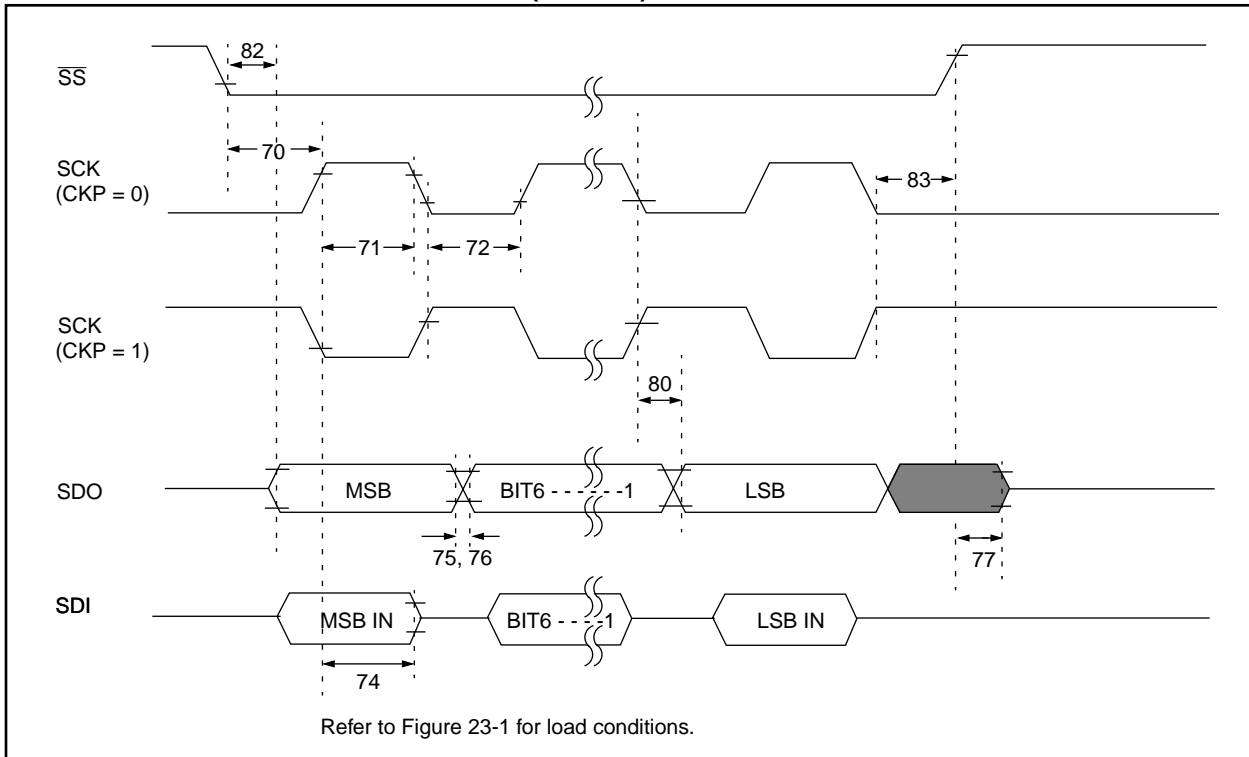 82
SS
70
SCK
(CKP = 0)
83
71
72
SCK
(CKP = 1)
80
SDO
MSB
BIT6 - - - - - -1
LSB
75, 76
77
SDI
MSB IN
BIT6 - - - -1
LSB IN
74
Refer to Figure 23-1 for load conditions.